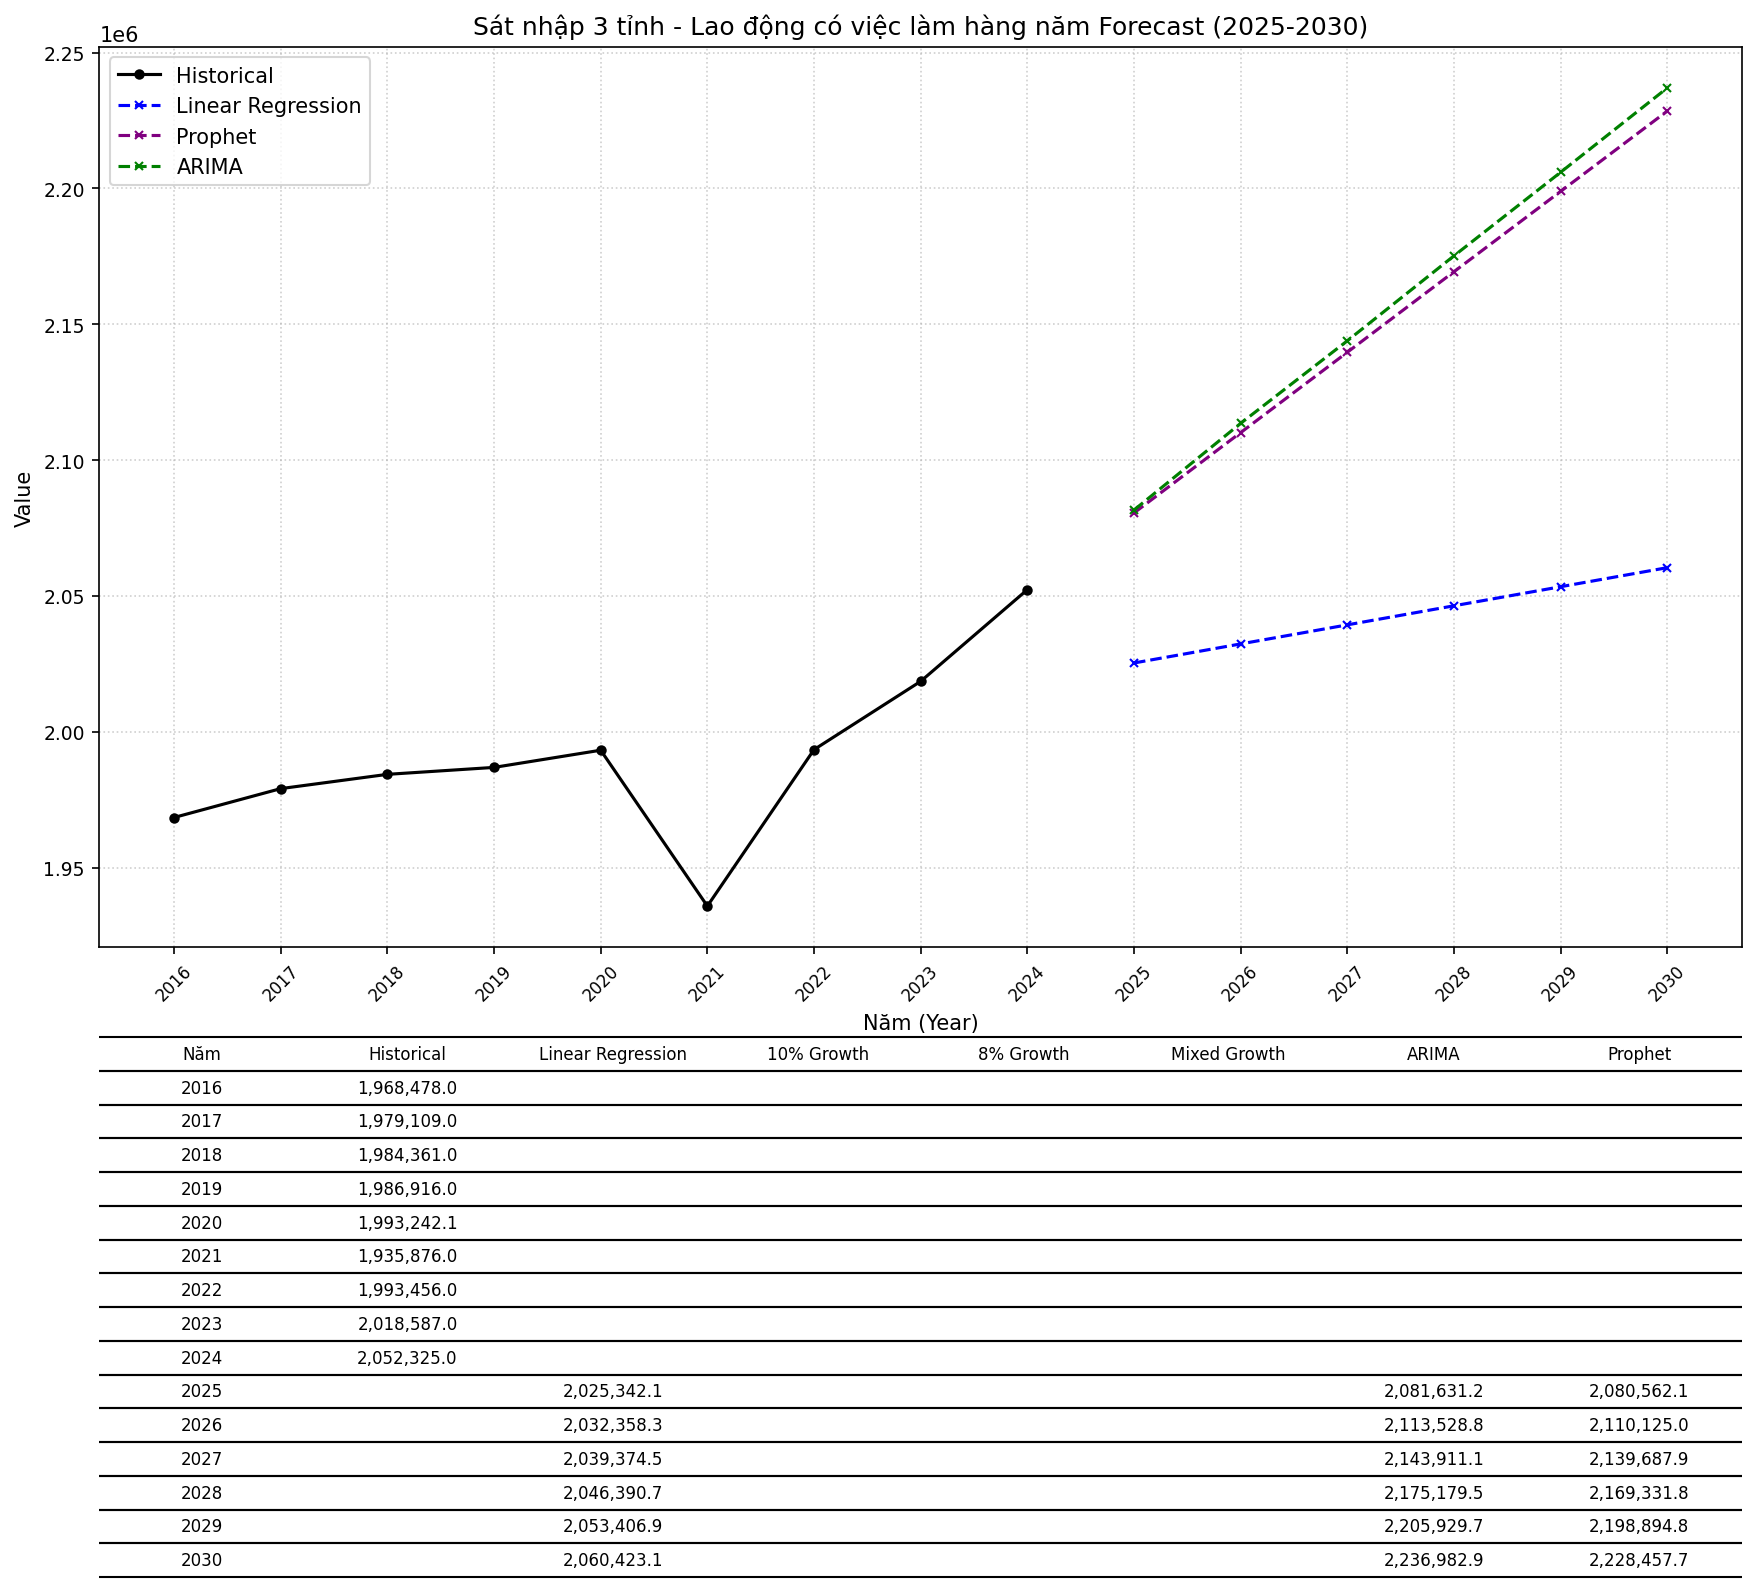 Sát nhập 3 tỉnh - Lao động có việc làm hàng năm Forecast (2025-2030)
1e6
Historical
Linear Regression
Prophet
ARIMA
2.25
2.20
2.15
2.10
2.05
2.00
1.95
Value
2016 2017 2018 2019 2020 2021 2022 2023 2024 2025 2026 2027 2028 2029 2030
Năm (Year)
Năm Historical Linear Regression 10% Growth 8% Growth Mixed Growth ARIMA Prophet
2016 1,968,478.0
2017 1,979,109.0
2018 1,984,361.0
2019 1,986,916.0
2020 1,993,242.1
2021 1,935,876.0
2022 1,993,456.0
2023 2,018,587.0
2024 2,052,325.0
2025 2,025,342.1 2,081,631.2 2,080,562.1
2026 2,032,358.3 2,113,528.8 2,110,125.0
2027 2,039,374.5 2,143,911.1 2,139,687.9
2028 2,046,390.7 2,175,179.5 2,169,331.8
2029 2,053,406.9 2,205,929.7 2,198,894.8
2030 2,060,423.1 2,236,982.9 2,228,457.7